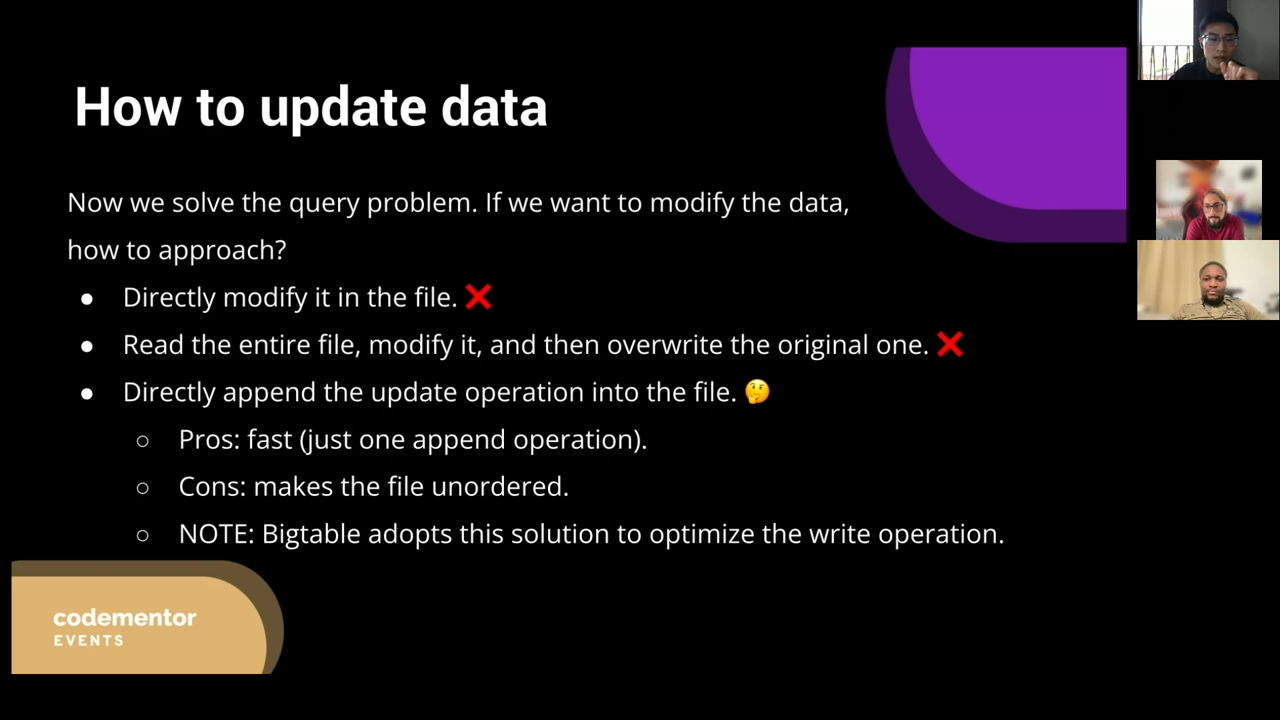 How to update data
Now we solve the query problem. If we want to modify the data,
how to approach?
● Directly modify it in the file. ❌
● Read the entire file, modify it, and then overwrite the original one. ❌
● Directly append the update operation into the file. 🤔
○ Pros: fast (just one append operation).
○ Cons: makes the file unordered.
○ NOTE: Bigtable adopts this solution to optimize the write operation.
codementor
EVENTS